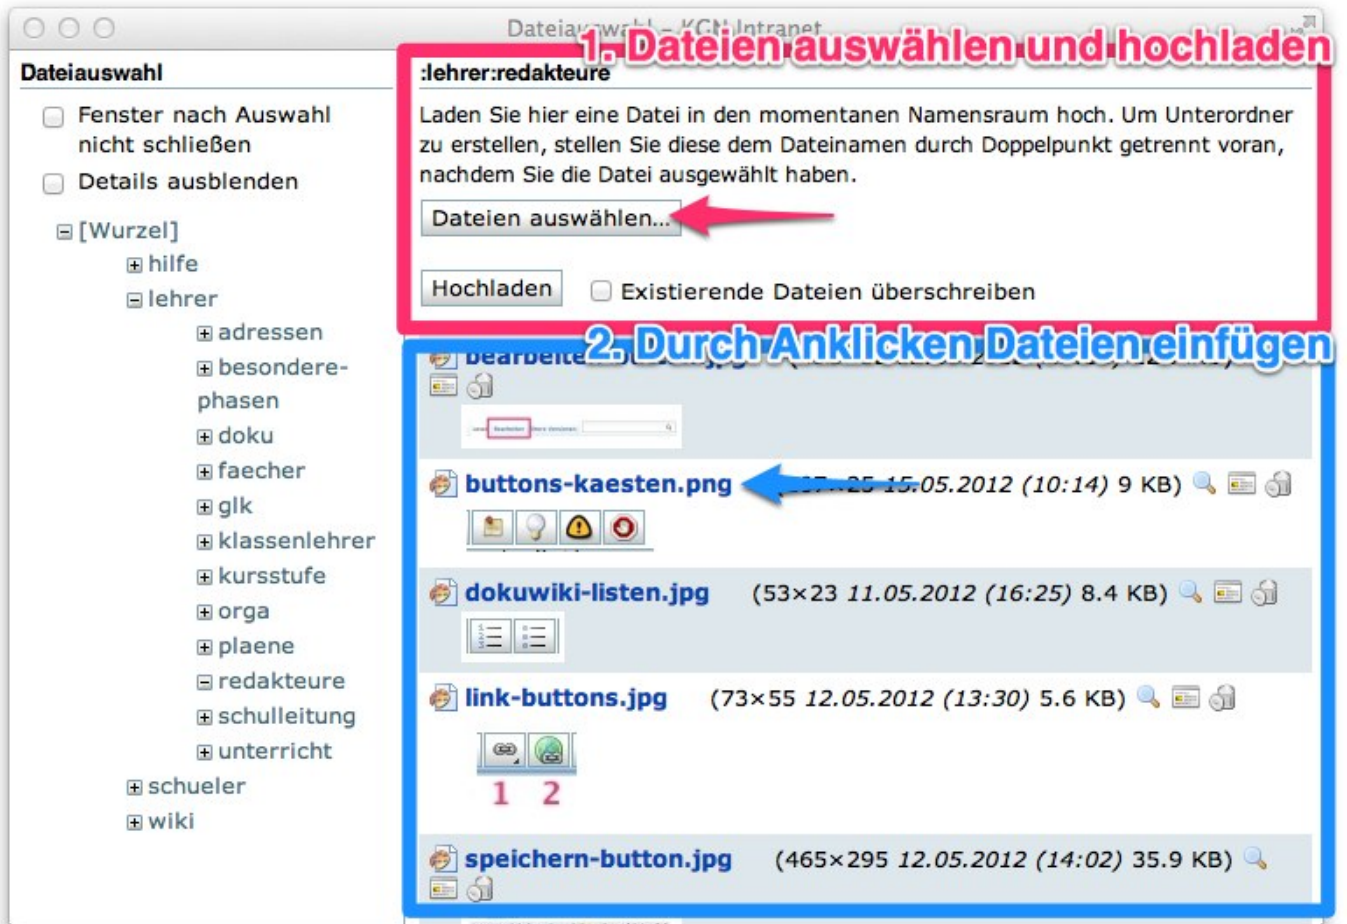 Dateiauswahl – KGN Intranet
1. Dateien auswählen und hochladen
Dateiauswahl
Fenster nach Auswahl
nicht schließen
Details ausblenden
[Wurzel]
hilfe
lehrer
adressen
besondere-
phasen
doku
faecher
glk
klassenlehrer
kursstufe
orga
plaene
redakteure
schulleitung
unterricht
schueler
wiki
:lehrer:redakteure
Laden Sie hier eine Datei in den momentanen Namensraum hoch. Um Unterordner
zu erstellen, stellen Sie diese dem Dateinamen durch Doppelpunkt getrennt voran,
nachdem Sie die Datei ausgewählt haben.
Dateien auswählen...
Hochladen
Existierende Dateien überschreiben
2. Durch Anklicken Dateien einfügen
Bearbeiten
buttons-kaesten.png 15.05.2012 (10:14) 9 KB)
dokuwiki-listen.jpg (53×23 11.05.2012 (16:25) 8.4 KB)
link-buttons.jpg (73×55 12.05.2012 (13:30) 5.6 KB)
1 2
speichern-button.jpg (465×295 12.05.2012 (14:02) 35.9 KB)